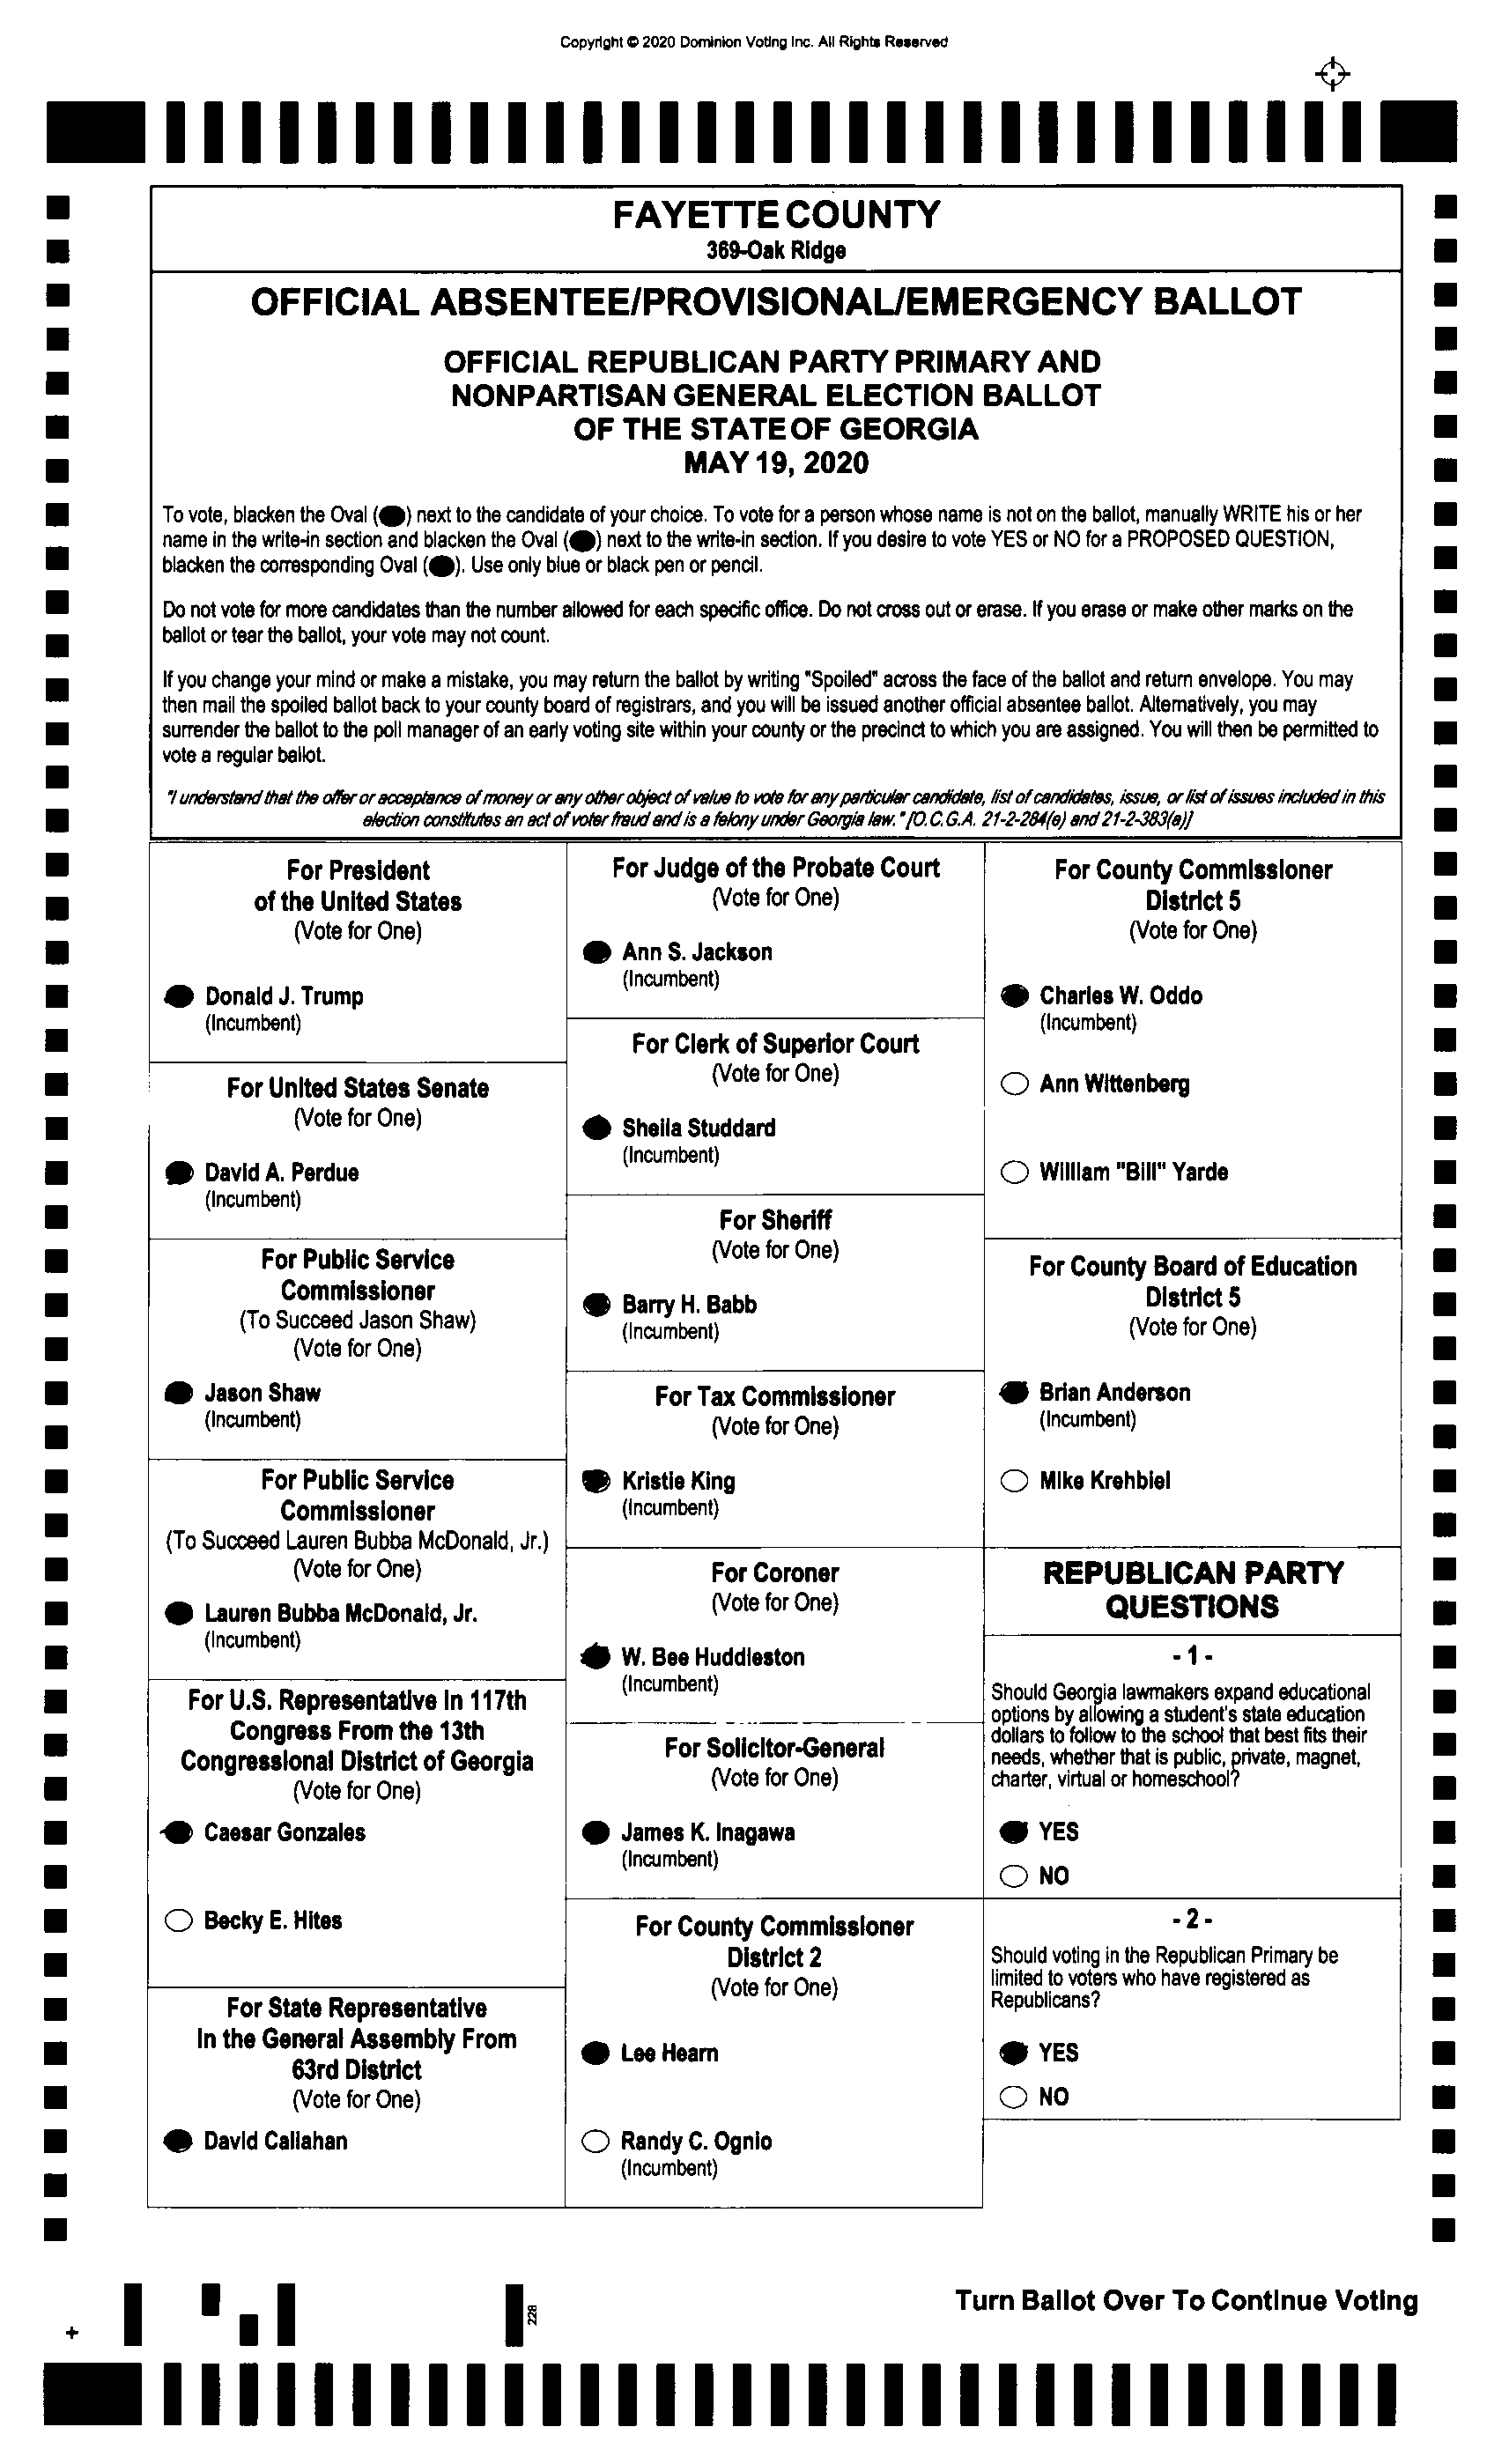 Copyright © 2020 Dominion Voting Inc. All Rights Reserved
FAYETTE COUNTY
369-Oak Ridge
OFFICIAL ABSENTEE/PROVISIONAL/EMERGENCY BALLOT
OFFICIAL REPUBLICAN PARTY PRIMARY AND
NONPARTISAN GENERAL ELECTION BALLOT
OF THE STATE OF GEORGIA
MAY 19, 2020
To vote, blacken the Oval ( ) next to the candidate of your choice. To vote for a person whose name is not on the ballot, manually WRITE his or her
name in the write-in section and blacken the Oval ( ) next to the write-in section. If you desire to vote YES or NO for a PROPOSED QUESTION,
blacken the corresponding Oval ( ). Use only blue or black pen or pencil.
Do not vote for more candidates than the number allowed for each specific office. Do not cross out or erase. If you erase or make other marks on the
ballot or tear the ballot, your vote may not count.
If you change your mind or make a mistake, you may return the ballot by writing "Spoiled" across the face of the ballot and return envelope. You may
then mail the spoiled ballot back to your county board of registrars, and you will be issued another official absentee ballot. Alternatively, you may
surrender the ballot to the poll manager of an early voting site within your county or the precinct to which you are assigned. You will then be permitted to
vote a regular ballot.
"I understand that the offer or acceptance of money or any other object of value to vote for any particular candidate, list of candidates, issue, or list of issues included in this
election constitutes an act of voter fraud and is a felony under Georgia law." [O.C.G.A. 21-2-284(e) and 21-2-383(a)]
For President
of the United States
(Vote for One)
Donald J. Trump
(Incumbent)
For United States Senate
(Vote for One)
David A. Perdue
(Incumbent)
For Public Service
Commissioner
(To Succeed Jason Shaw)
(Vote for One)
Jason Shaw
(Incumbent)
For Public Service
Commissioner
(To Succeed Lauren Bubba McDonald, Jr.)
(Vote for One)
Lauren Bubba McDonald, Jr.
(Incumbent)
For U.S. Representative in 117th
Congress From the 13th
Congressional District of Georgia
(Vote for One)
Caesar Gonzales
Becky E. Hites
For State Representative
In the General Assembly From
63rd District
(Vote for One)
David Callahan
For Judge of the Probate Court
(Vote for One)
Ann S. Jackson
(Incumbent)
For Clerk of Superior Court
(Vote for One)
Sheila Studdard
(Incumbent)
For Sheriff
(Vote for One)
Barry H. Babb
(Incumbent)
For Tax Commissioner
(Vote for One)
Kristie King
(Incumbent)
For Coroner
(Vote for One)
W. Bee Huddleston
(Incumbent)
For Solicitor-General
(Vote for One)
James K. Inagawa
(Incumbent)
For County Commissioner
District 2
(Vote for One)
Lee Hearn
Randy C. Ognio
(Incumbent)
For County Commissioner
District 5
(Vote for One)
Charles W. Oddo
(Incumbent)
Ann Wittenberg
William "Bill" Yarde
For County Board of Education
District 5
(Vote for One)
Brian Anderson
(Incumbent)
Mike Krehbiel
REPUBLICAN PARTY
QUESTIONS
- 1 -
Should Georgia lawmakers expand educational
options by allowing a student's state education
dollars to follow to the school that best fits their
needs, whether that is public, private, magnet,
charter, virtual or homeschool?
YES
NO
- 2 -
Should voting in the Republican Primary be
limited to voters who have registered as
Republicans?
YES
NO
Turn Ballot Over To Continue Voting
228